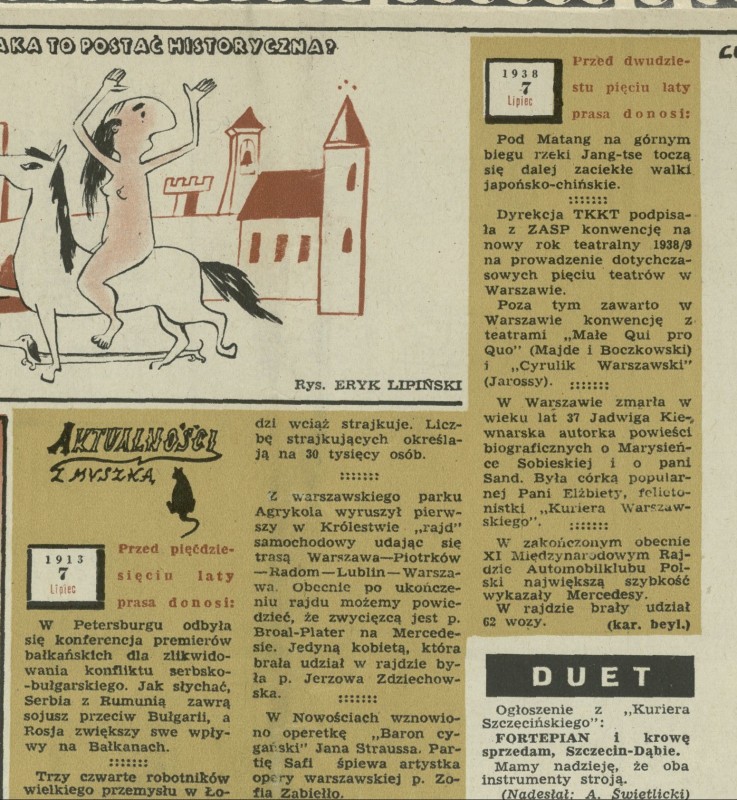 AKA TO POSTAĆ HISTORYCZNA?
Rys. ERYK LIPIŃSKI
AKTUALNOŚCI
Z MYSZKĄ
1913
7
Lipiec
Przed pięćdzie-
sięciu laty
prasa donosi:
W Petersburgu odbyła
się konferencja premierów
bałkańskich dla zlikwido-
wania konfliktu serbsko-
-bułgarskiego. Jak słychać,
Serbia z Rumunią zawrą
sojusz przeciw Bułgarii, a
Rosja zwiększy swe wpły-
wy na Bałkanach.
Trzy czwarte robotników
wielkiego przemysłu w Ło-
dzi wciąż strajkuje. Licz-
bę strajkujących określa-
ją na 30 tysięcy osób.
Z warszawskiego parku
Agrykola wyruszył pierw-
szy w Królestwie „rajd"
samochodowy udając się
trasą Warszawa—Piotrków
—Radom—Lublin—Warsza-
wa. Obecnie po ukończe-
niu rajdu możemy powie-
dzieć, że zwycięzcą jest p.
Broal-Plater na Mercede-
sie. Jedyną kobietą, która
brała udział w rajdzie by-
ła p. Jerzowa Zdziechow-
ska.
W Nowościach wznowio-
no operetkę „Baron cy-
gański" Jana Straussa. Par-
tię Safi śpiewa artystka
opery warszawskiej p. Zo-
fia Zabiełło.
1938
7
Lipiec
Przed dwudzie-
stu pięciu laty
prasa donosi:
Pod Matang na górnym
biegu rzeki Jang-tse toczą
się dalej zaciekłe walki
japońsko-chińskie.
Dyrekcja TKKT podpisa-
ła z ZASP konwencję na
nowy rok teatralny 1938/9
na prowadzenie dotychcza-
sowych pięciu teatrów w
Warszawie.
Poza tym zawarto w
Warszawie konwencję z
teatrami „Małe Qui pro
Quo" (Majde i Boczkowski)
i „Cyrulik Warszawski"
(Jarossy).
W Warszawie zmarła w
wieku lat 37 Jadwiga Kie-
wnarska autorka powieści
biograficznych o Marysień-
ce Sobieskiej i o pani
Sand. Była córką popular-
nej Pani Elżbiety, felieto-
nistki „Kuriera Warszaw-
skiego".
W zakończonym obecnie
XI Międzynarodowym Raj-
dzie Automobilklubu Pol-
ski największą szybkość
wykazały Mercedesy.
W rajdzie brały udział
62 wozy. (kar. beyl.)
DUET
Ogłoszenie z „Kuriera
Szczecińskiego":
FORTEPIAN i krowę
sprzedam, Szczecin-Dąbie.
Mamy nadzieję, że oba
instrumenty stroją.
(Nadesłał: A. Świetlicki)